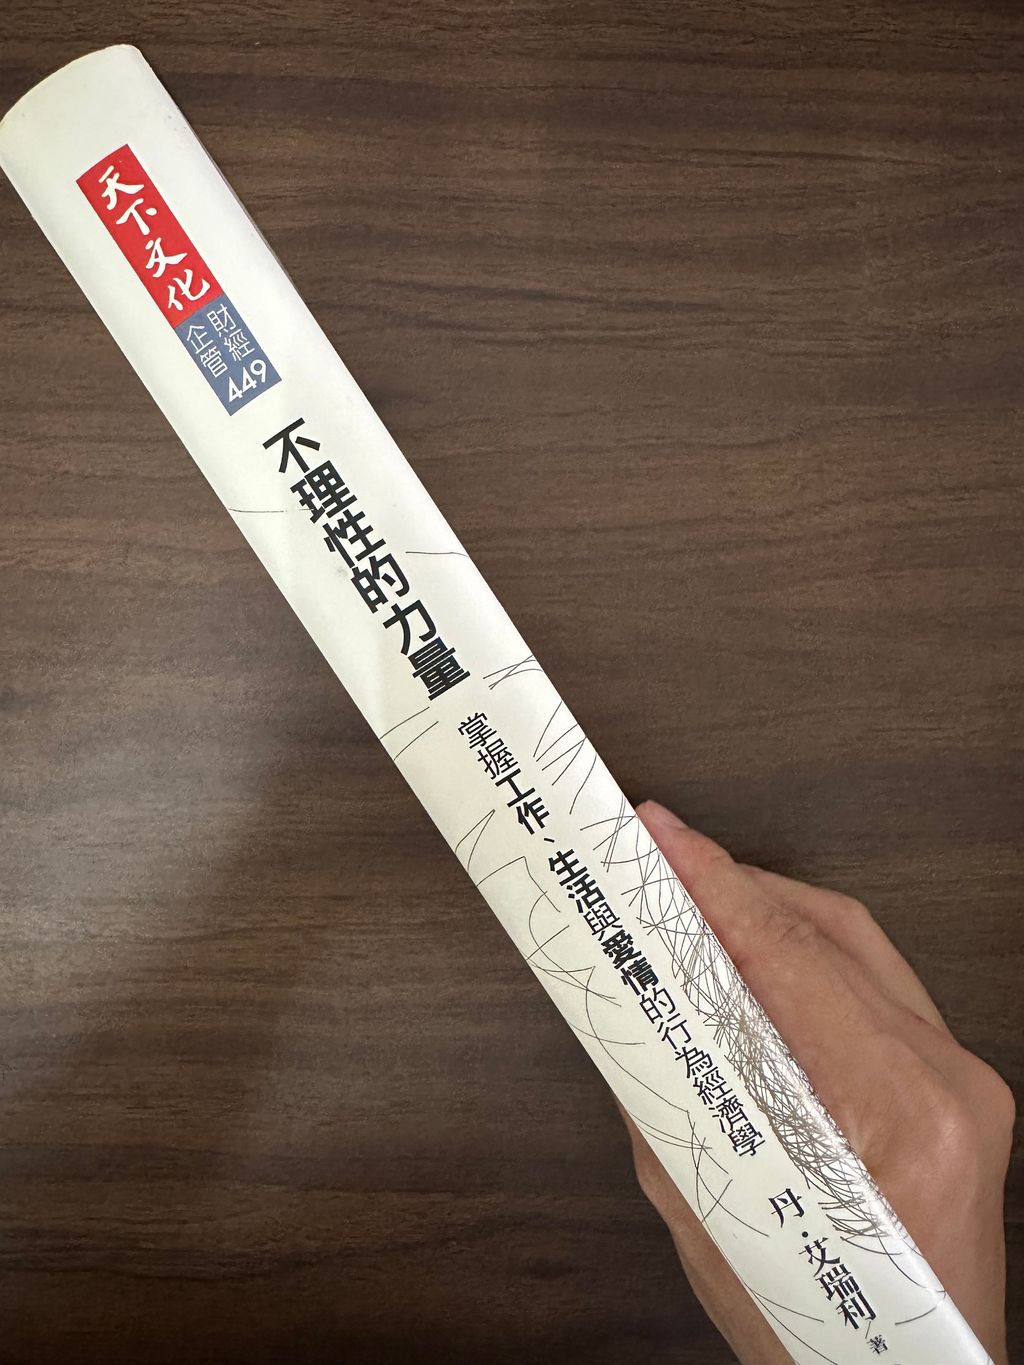 天下文化
財經
企管
449
不理性的力量
掌握工作、生活與愛情的行為經濟學
丹・艾瑞利 著